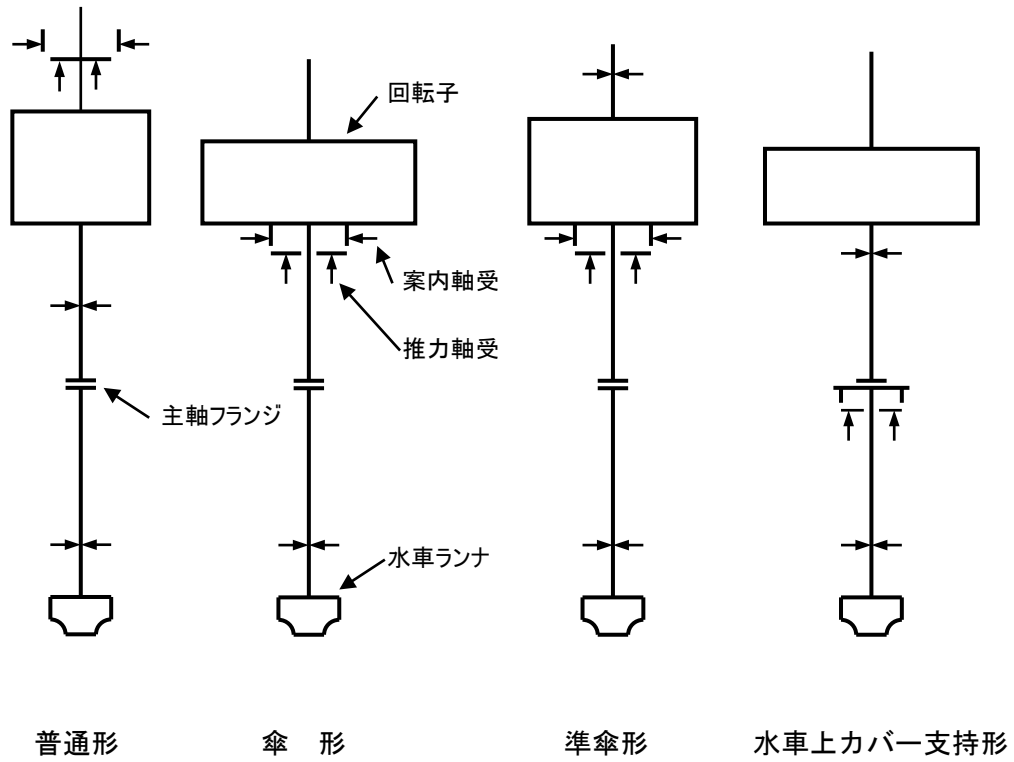 回転子
案内軸受
推力軸受
主軸フランジ
水車ランナ
普通形
傘 形
準傘形
水車上カバー支持形